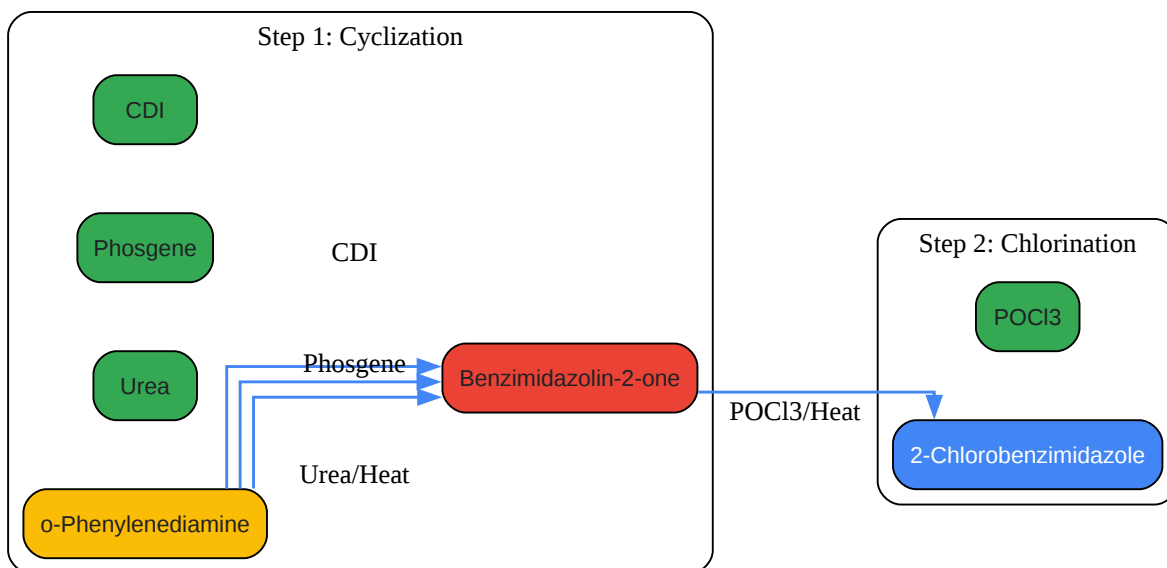 Step 1: Cyclization
CDI
Phosgene
CDI
Urea
Phosgene
Benzimidazolin-2-one
Urea/Heat
o-Phenylenediamine
POCl3/Heat
Step 2: Chlorination
POCl3
2-Chlorobenzimidazole